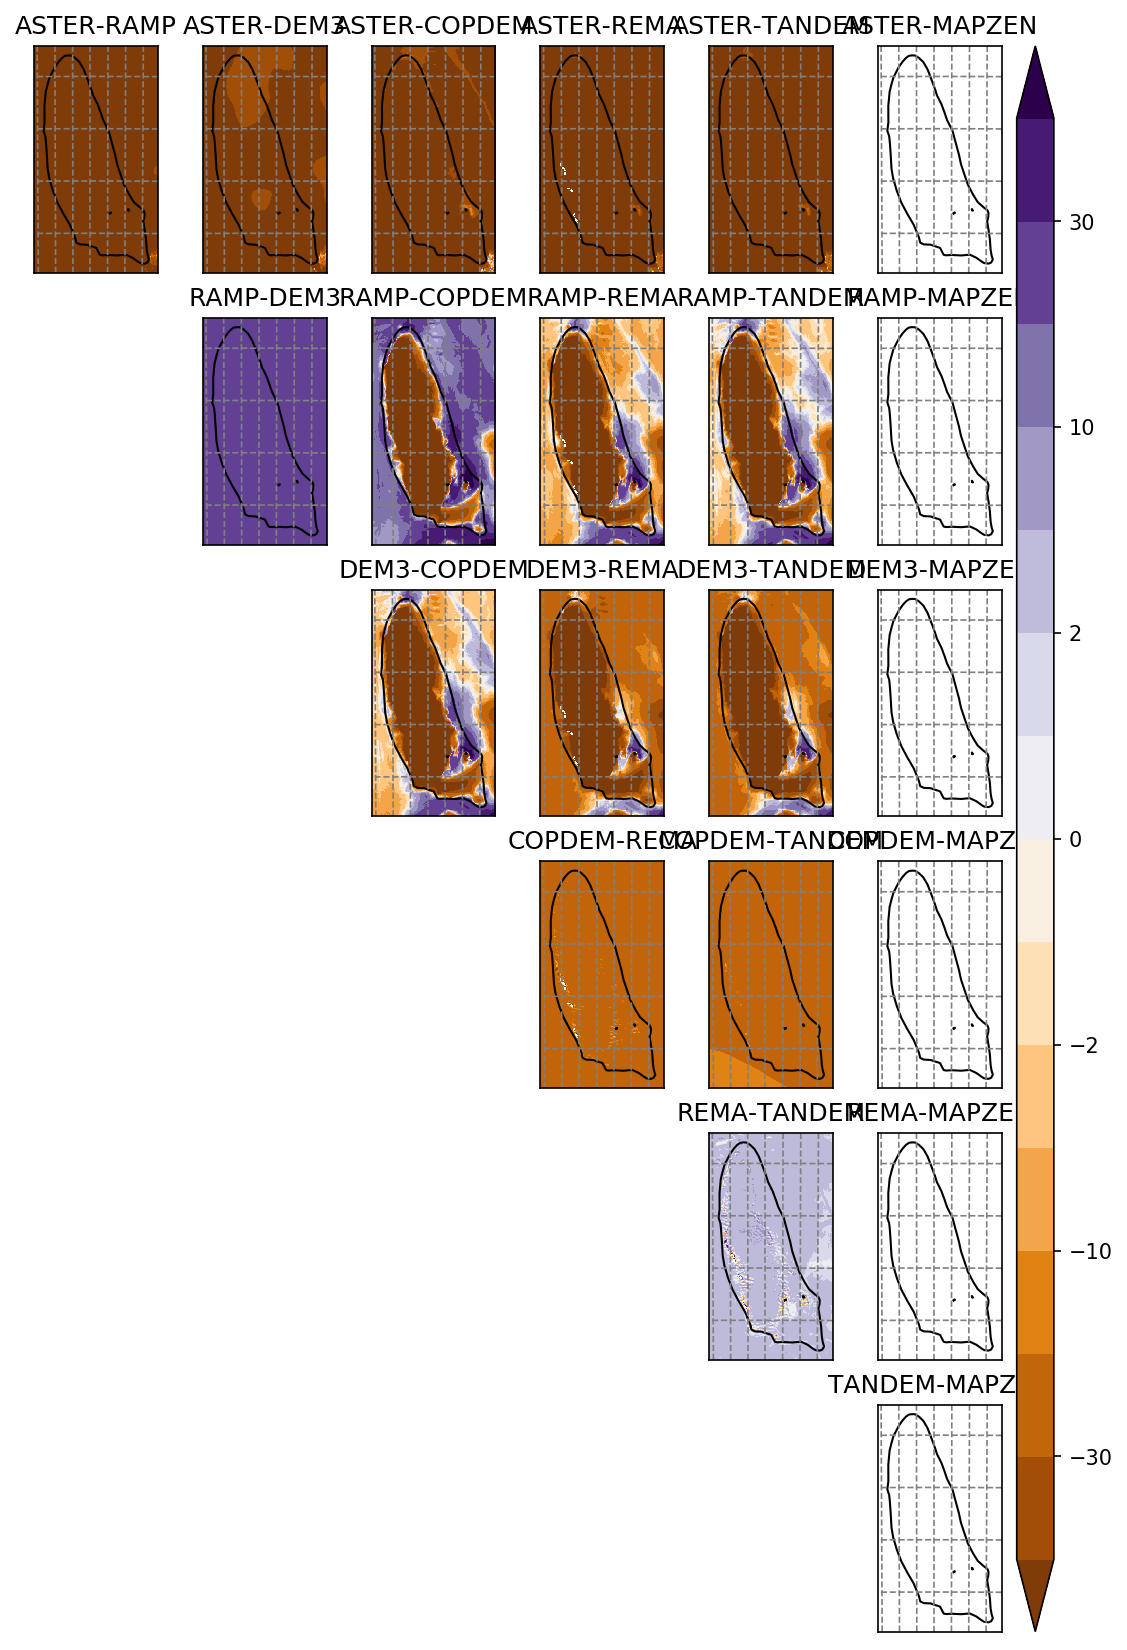 ASTER-RAMP ASTER-DEM3 ASTER-COPDEM ASTER-REMA ASTER-TANDEM ASTER-MAPZEN
30
RAMP-DEM3 RAMP-COPDEM RAMP-REMA RAMP-TANDEM RAMP-MAPZE
10
DEM3-COPDEM DEM3-REMA DEM3-TANDEM DEM3-MAPZE
2
COPDEM-REMA COPDEM-TANDEM COPDEM-MAPZ
0
−2
REMA-TANDEM REMA-MAPZE
−10
TANDEM-MAPZ
−30